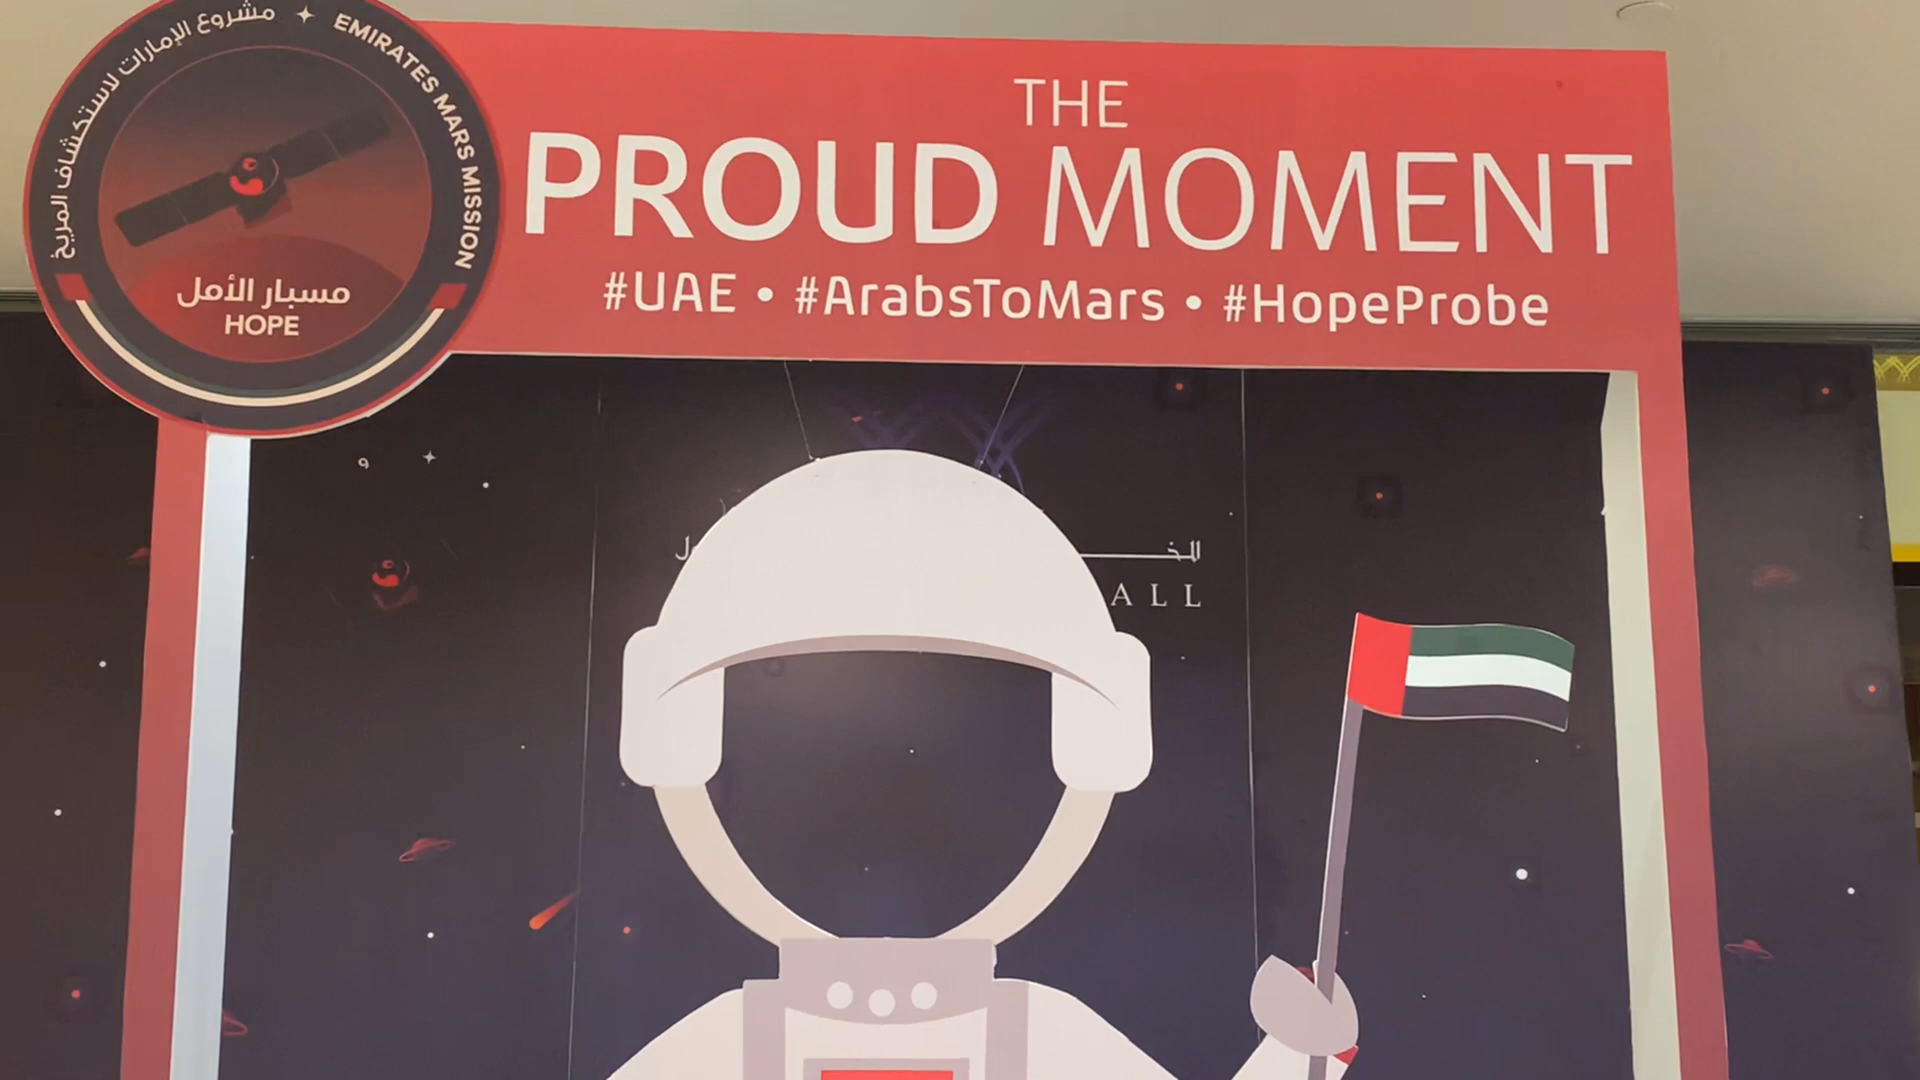 مشروع الإمارات لاستكشاف المريخ
EMIRATES MARS MISSION
مسبار الأمل
HOPE
THE
PROUD MOMENT
#UAE • #ArabsToMars • #HopeProbe
ALL